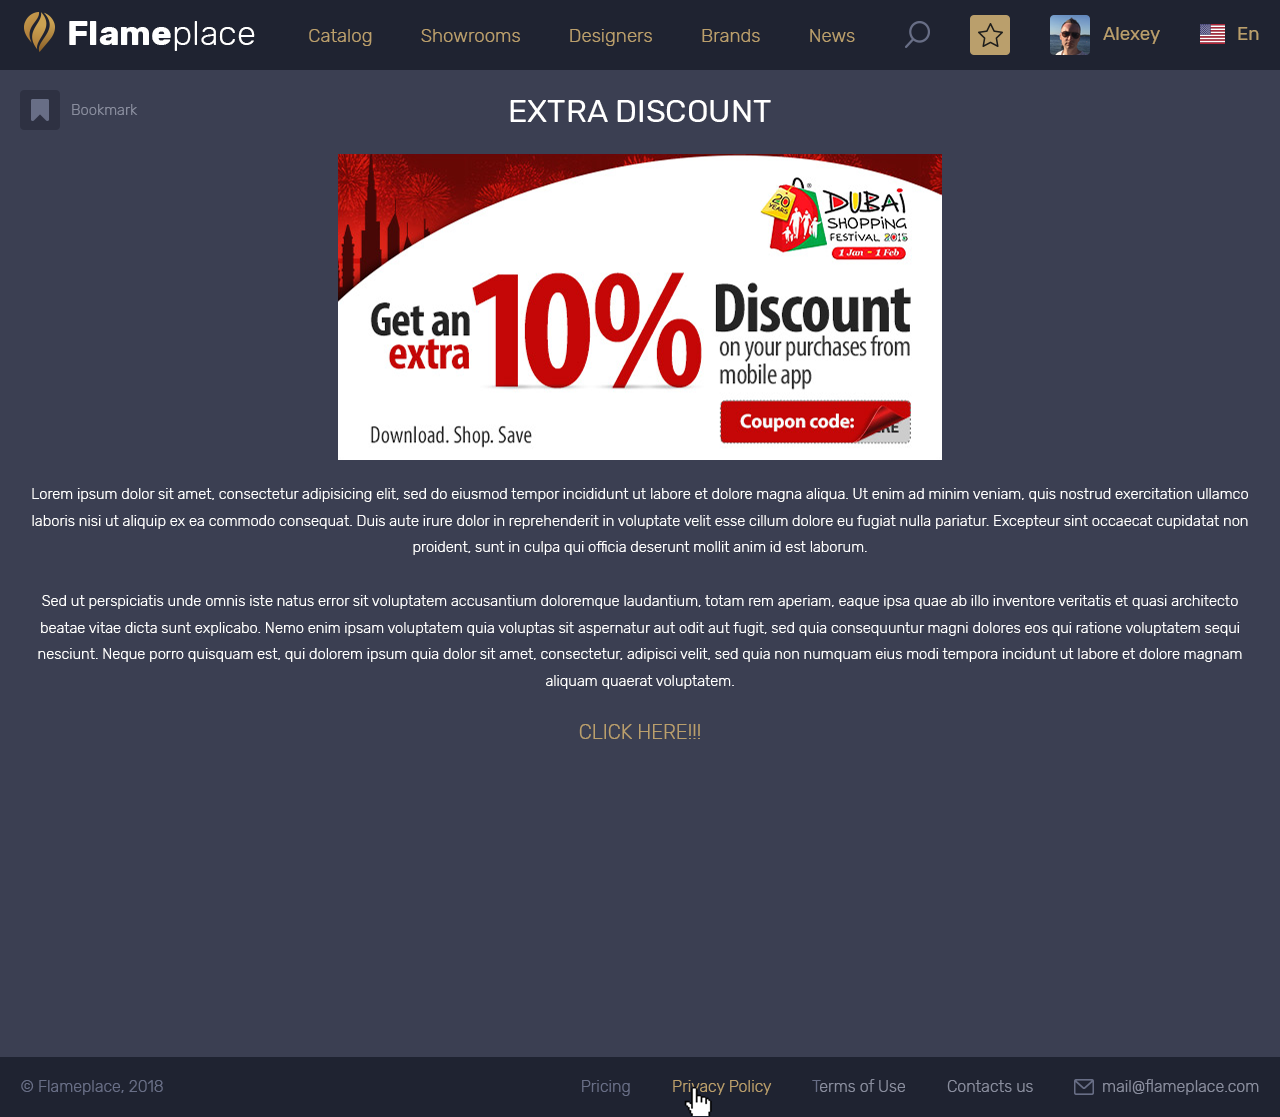 Flameplace
Catalog
Showrooms
Designers
Brands
News
Alexey
En
Bookmark
EXTRA DISCOUNT
20
YEARS
DUBAI
SHOPPING
FESTIVAL 2015
1 Jan - 1 Feb
Get an
extra
10%
Discount
on your purchases from
mobile app
Coupon code:
Download. Shop. Save
Lorem ipsum dolor sit amet, consectetur adipisicing elit, sed do eiusmod tempor incididunt ut labore et dolore magna aliqua. Ut enim ad minim veniam, quis nostrud exercitation ullamco
laboris nisi ut aliquip ex ea commodo consequat. Duis aute irure dolor in reprehenderit in voluptate velit esse cillum dolore eu fugiat nulla pariatur. Excepteur sint occaecat cupidatat non
proident, sunt in culpa qui officia deserunt mollit anim id est laborum.
Sed ut perspiciatis unde omnis iste natus error sit voluptatem accusantium doloremque laudantium, totam rem aperiam, eaque ipsa quae ab illo inventore veritatis et quasi architecto
beatae vitae dicta sunt explicabo. Nemo enim ipsam voluptatem quia voluptas sit aspernatur aut odit aut fugit, sed quia consequuntur magni dolores eos qui ratione voluptatem sequi
nesciunt. Neque porro quisquam est, qui dolorem ipsum quia dolor sit amet, consectetur, adipisci velit, sed quia non numquam eius modi tempora incidunt ut labore et dolore magnam
aliquam quaerat voluptatem.
CLICK HERE!!!
© Flameplace, 2018
Pricing
Privacy Policy
Terms of Use
Contacts us
mail@flameplace.com